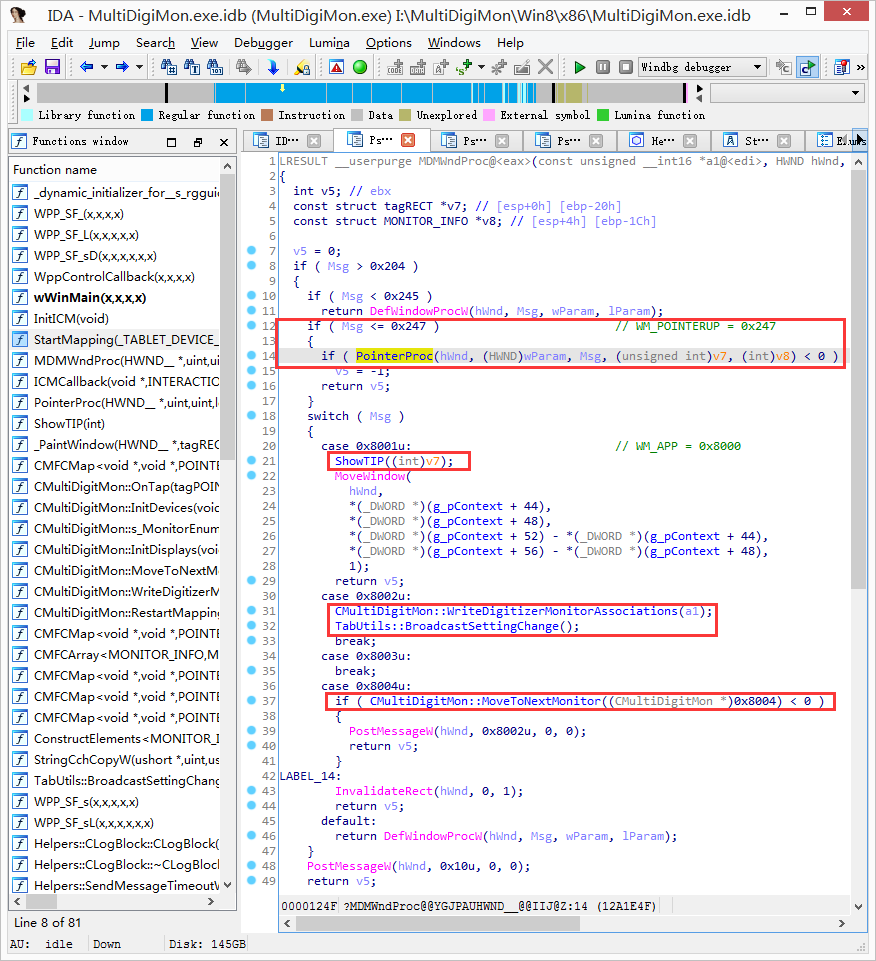 IDA - MultiDigiMon.exe.idb (MultiDigiMon.exe) I:\MultiDigiMon\Win8\x86\MultiDigiMon.exe.idb
File Edit Jump Search View Debugger Lumina Options Windows Help
Windbg debugger
Library function Regular function Instruction Data Unexplored External symbol Lumina function
Functions window
ID… Ps… Ps… Ps… He… St… Enums
Function name
_dynamic_initializer_for__s_rgguid
WPP_SF_(x,x,x,x)
WPP_SF_L(x,x,x,x,x)
WPP_SF_sD(x,x,x,x,x,x)
WppControlCallback(x,x,x,x)
wWinMain(x,x,x,x)
InitICM(void)
StartMapping(_TABLET_DEVICE_
MDMWndProc(HWND__ *,uint,uin
ICMCallback(void *,INTERACTIO
PointerProc(HWND__ *,uint,uint,l
ShowTIP(int)
_PaintWindow(HWND__ *,tagREC
CMFCMap<void *,void *,POINTE
CMultiDigitMon::OnTap(tagPOIN
CMultiDigitMon::InitDevices(void
CMultiDigitMon::s_MonitorEnum
CMultiDigitMon::InitDisplays(voi
CMultiDigitMon::MoveToNextMo
CMultiDigitMon::WriteDigitizerM
CMultiDigitMon::RestartMapping
CMFCMap<void *,void *,POINTE
CMFCArray<MONITOR_INFO,M
CMFCMap<void *,void *,POINTE
CMFCMap<void *,void *,POINTE
CMFCMap<void *,void *,POINTE
ConstructElements<MONITOR_I
StringCchCopyW(ushort *,uint,us
TabUtils::BroadcastSettingChang
WPP_SF_s(x,x,x,x,x)
WPP_SF_sL(x,x,x,x,x,x)
Helpers::CLogBlock::CLogBlock(
Helpers::CLogBlock::~CLogBlock
Helpers::SendMessageTimeoutW
Line 8 of 81
1 LRESULT __userpurge MDMWndProc@<eax>(const unsigned __int16 *a1@<edi>, HWND hWnd,
2 {
3 int v5; // ebx
4 const struct tagRECT *v7; // [esp+0h] [ebp-20h]
5 const struct MONITOR_INFO *v8; // [esp+4h] [ebp-1Ch]
6
7 v5 = 0;
8 if ( Msg > 0x204 )
9 {
10 if ( Msg < 0x245 )
11 return DefWindowProcW(hWnd, Msg, wParam, lParam);
12 if ( Msg <= 0x247 ) // WM_POINTERUP = 0x247
13 {
14 if ( PointerProc(hWnd, (HWND)wParam, Msg, (unsigned int)v7, (int)v8) < 0 )
15 v5 = -1;
16 return v5;
17 }
18 switch ( Msg )
19 {
20 case 0x8001u: // WM_APP = 0x8000
21 ShowTIP((int)v7);
22 MoveWindow(
23 hWnd,
24 *(_DWORD *)(g_pContext + 44),
25 *(_DWORD *)(g_pContext + 48),
26 *(_DWORD *)(g_pContext + 52) - *(_DWORD *)(g_pContext + 44),
27 *(_DWORD *)(g_pContext + 56) - *(_DWORD *)(g_pContext + 48),
28 1);
29 return v5;
30 case 0x8002u:
31 CMultiDigitMon::WriteDigitizerMonitorAssociations(a1);
32 TabUtils::BroadcastSettingChange();
33 break;
34 case 0x8003u:
35 break;
36 case 0x8004u:
37 if ( CMultiDigitMon::MoveToNextMonitor((CMultiDigitMon *)0x8004) < 0 )
38 {
39 PostMessageW(hWnd, 0x8002u, 0, 0);
40 return v5;
41 }
42 LABEL_14:
43 InvalidateRect(hWnd, 0, 1);
44 return v5;
45 default:
46 return DefWindowProcW(hWnd, Msg, wParam, lParam);
47 }
48 PostMessageW(hWnd, 0x10u, 0, 0);
49 return v5;
0000124F ?MDMWndProc@@YGJPAUHWND__@@IIJ@Z:14 (12A1E4F)
AU: idle Down Disk: 145GB